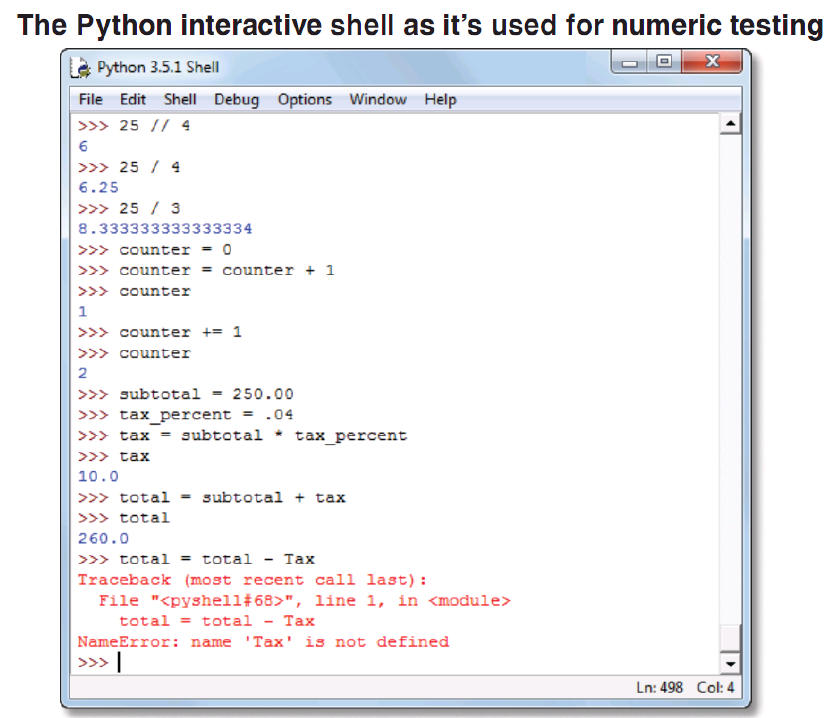 The Python interactive shell as it's used for numeric testing
Python 3.5.1 Shell
File Edit Shell Debug Options Window Help
>>> 25 // 4
6
>>> 25 / 4
6.25
>>> 25 / 3
8.333333333333334
>>> counter = 0
>>> counter = counter + 1
>>> counter
1
>>> counter += 1
>>> counter
2
>>> subtotal = 250.00
>>> tax_percent = .04
>>> tax = subtotal * tax_percent
>>> tax
10.0
>>> total = subtotal + tax
>>> total
260.0
>>> total = total - Tax
Traceback (most recent call last):
  File "<pyshell#68>", line 1, in <module>
    total = total - Tax
NameError: name 'Tax' is not defined
>>>
Ln: 498 Col: 4